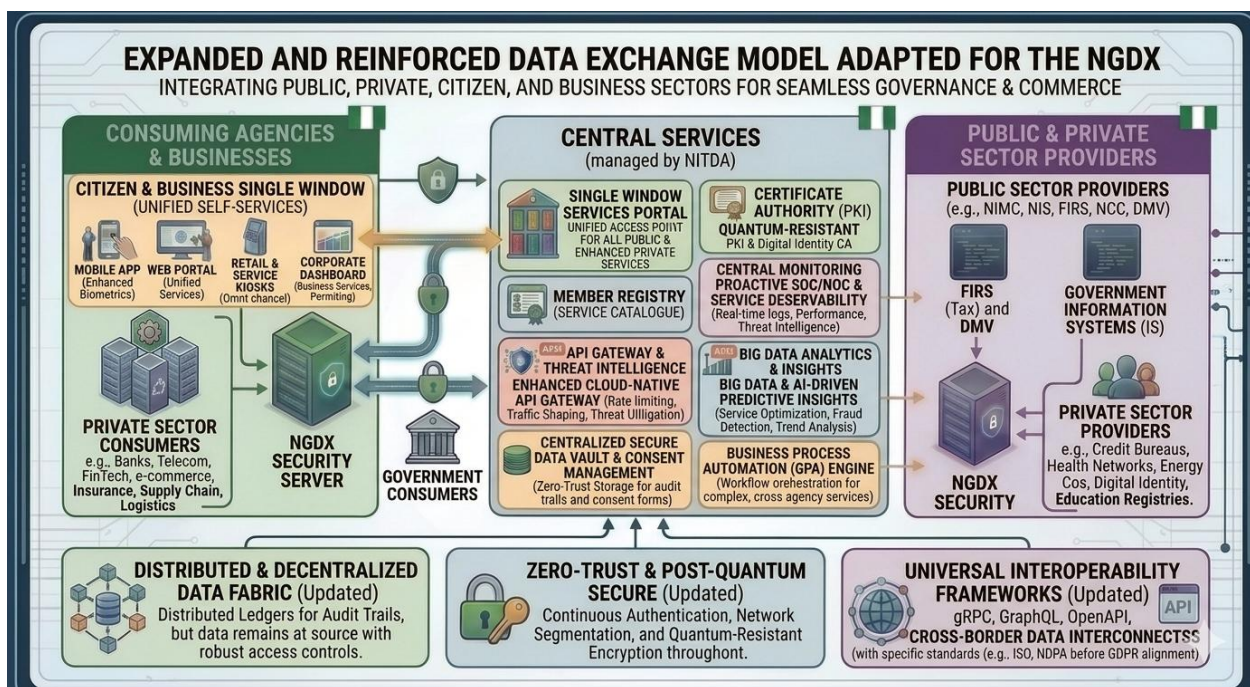 EXPANDED AND REINFORCED DATA EXCHANGE MODEL ADAPTED FOR THE NGDX
INTEGRATING PUBLIC, PRIVATE, CITIZEN, AND BUSINESS SECTORS FOR SEAMLESS GOVERNANCE & COMMERCE
CONSUMING AGENCIES
& BUSINESSES
CITIZEN & BUSINESS SINGLE WINDOW
(UNIFIED SELF-SERVICES)
MOBILE APP
(Enhanced
Biometrics)
WEB PORTAL
(Unified
Services)
RETAIL &
SERVICE
KIOSKS
(Omnt chancel)
CORPORATE
DASHBOARD
(Business Services,
Permiting)
PRIVATE SECTOR
CONSUMERS
e.g., Banks, Telecom,
FinTech, e-commerce,
Insurance, Supply Chain,
Logistics
NGDX
SECURITY
SERVER
GOVERNMENT
CONSUMERS
CENTRAL SERVICES
(managed by NITDA)
SINGLE WINDOW
SERVICES PORTAL
UNIFIED ACCESS POIIVT
FOR ALL PUBLIC &
ENHANCED PRIVATE
SERVICES
CERTIFICATE
AUTHORITY (PKI)
QUANTUM-RESISTANT
PKI & Digital Identity CA
MEMBER REGISTRY
(SERVICE CATALOGUE)
CENTRAL MONITORING
PROACTIVE SOC/NOC &
SERVICE DESERVABILITY
(Real-time logs, Performance,
Threat Intelligence)
API GATEWAY &
THREAT INTELLIGENCE
ENHANCED CLOUD-NATIVE
API GATEWAY (Rate limiting,
Traffic Shaping, Threat UIlligation)
BIG DATA ANALYTICS
& INSIGHTS
BIG DATA & AI-DRIVEN
PREDICTIVE INSIGHTS
(Service Optimization, Fraud
Detection, Trend Analysis)
CENTRALIZED SECURE
DATA VAULT & CONSENT
MANAGEMENT
(Zero-Trust Storage for audit
tralls and consent forms)
BUSINESS PROCESS
AUTOMATION (GPA) ENGINE
(Workflow orehestration for
complex, cross agency services)
PUBLIC & PRIVATE
SECTOR PROVIDERS
PUBLIC SECTOR PROVIDERS
(e.g., NIMC, NIS, FIRS, NCC, DMV)
FIRS
(Tax) and
DMV
GOVERNMENT
INFORMATION
SYSTEMS (IS)
NGDX
SECURITY
PRIVATE SECTOR
PROVIDERS
e.g., Credit Bureaus,
Health Networks, Energy
Cos, Digital Identity,
Education Registries.
DISTRIBUTED & DECENTRALIZED
DATA FABRIC (Updated)
Distributed Ledgers for Audit Trails,
but data remains at source with
robust access controls.
ZERO-TRUST & POST-QUANTUM
SECURE (Updated)
Continuous Authentication, Network
Segmentation, and Quantum-Resistant
Encryption throughont.
UNIVERSAL INTEROPERABILITY
FRAMEWORKS (Updated)
gRPC, GraphQL, OpenAPI,
CROSS-BORDER DATA INTERCONNECTSS
(with specific standards (e.g., ISO, NDPA before GDPR alignment)
API